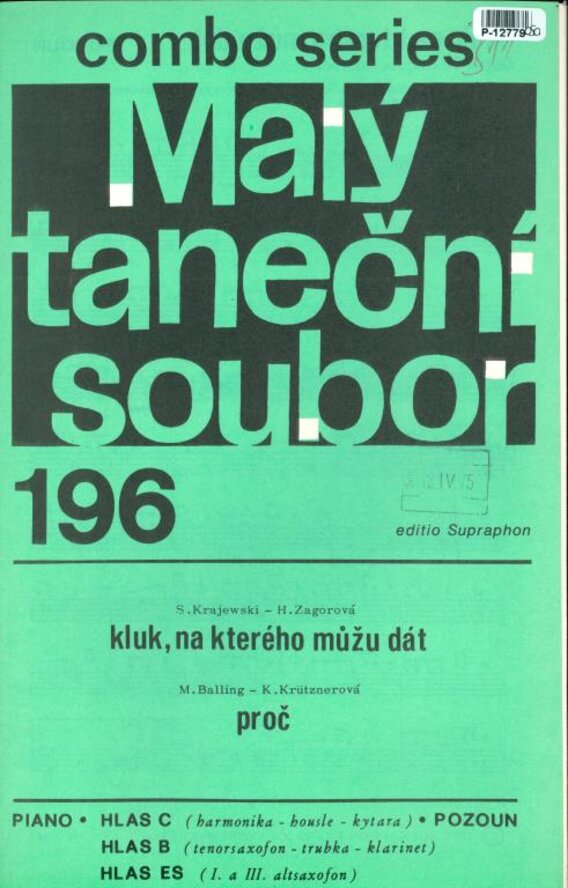 combo series
P-12779
Malý
taneční
soubor
196
IV.
editio Supraphon
S.Krajewski - H.Zagorová
kluk, na kterého můžu dát
M.Balling - K.Krütznerová
proč
PIANO • HLAS C (harmonika - housle - kytara) • POZOUN
HLAS B (tenorsaxofon - trubka - klarinet)
HLAS ES (I. a III. altsaxofon)